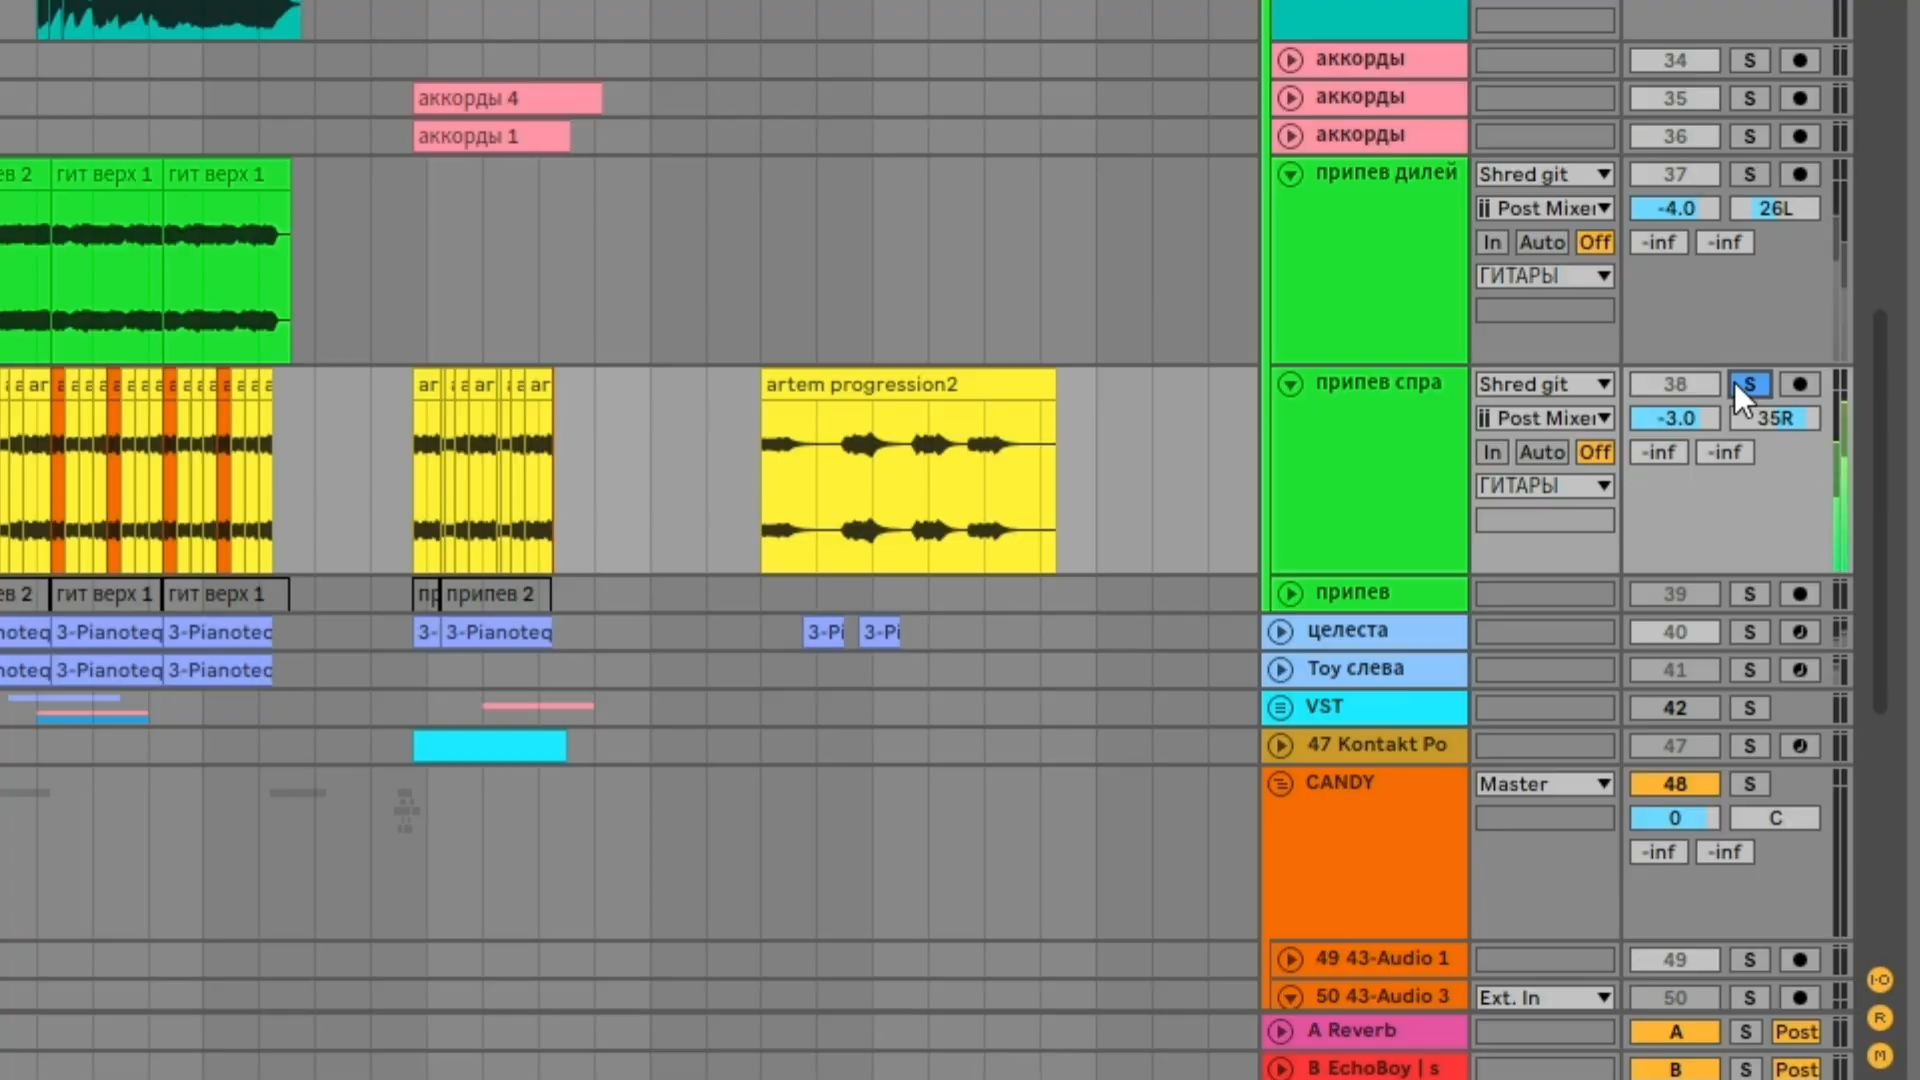 аккорды 34 S
аккорды 4 аккорды 35 S
аккорды 1 аккорды 36 S
ев 2 гит верх 1 гит верх 1 припев дилей Shred git 37 S
Post Mixer -4.0 26L
In Auto Off -inf -inf
ГИТАРЫ
ar ar ar ar artem progression2 припев спра Shred git 38 S
Post Mixer -3.0 35R
In Auto Off -inf -inf
ГИТАРЫ
ев 2 гит верх 1 гит верх 1 пр припев 2 припев 39 S
noteq 3-Pianoteq 3-Pianoteq 3- 3-Pianoteq 3-Pi 3-Pi целеста 40 S
noteq 3-Pianoteq 3-Pianoteq Toy слева 41 S
VST 42 S
47 Kontakt Po 47 S
CANDY Master 48 S
0 C
-inf -inf
49 43-Audio 1 49 S
50 43-Audio 3 Ext. In 50 S
I·O
A Reverb A S Post
R
M
B EchoBoy | s B S Post